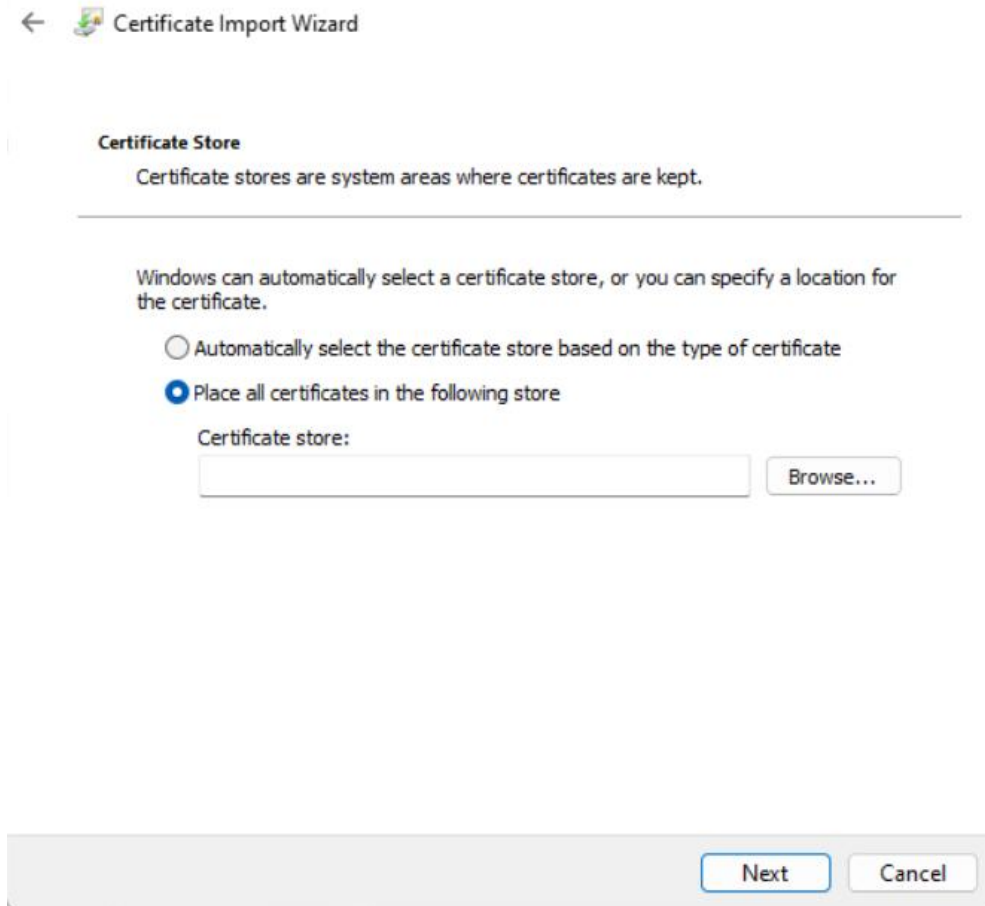 Certificate Import Wizard
Certificate Store
Certificate stores are system areas where certificates are kept.
Windows can automatically select a certificate store, or you can specify a location for
the certificate.
Automatically select the certificate store based on the type of certificate
Place all certificates in the following store
Certificate store:
Browse...
Next
Cancel